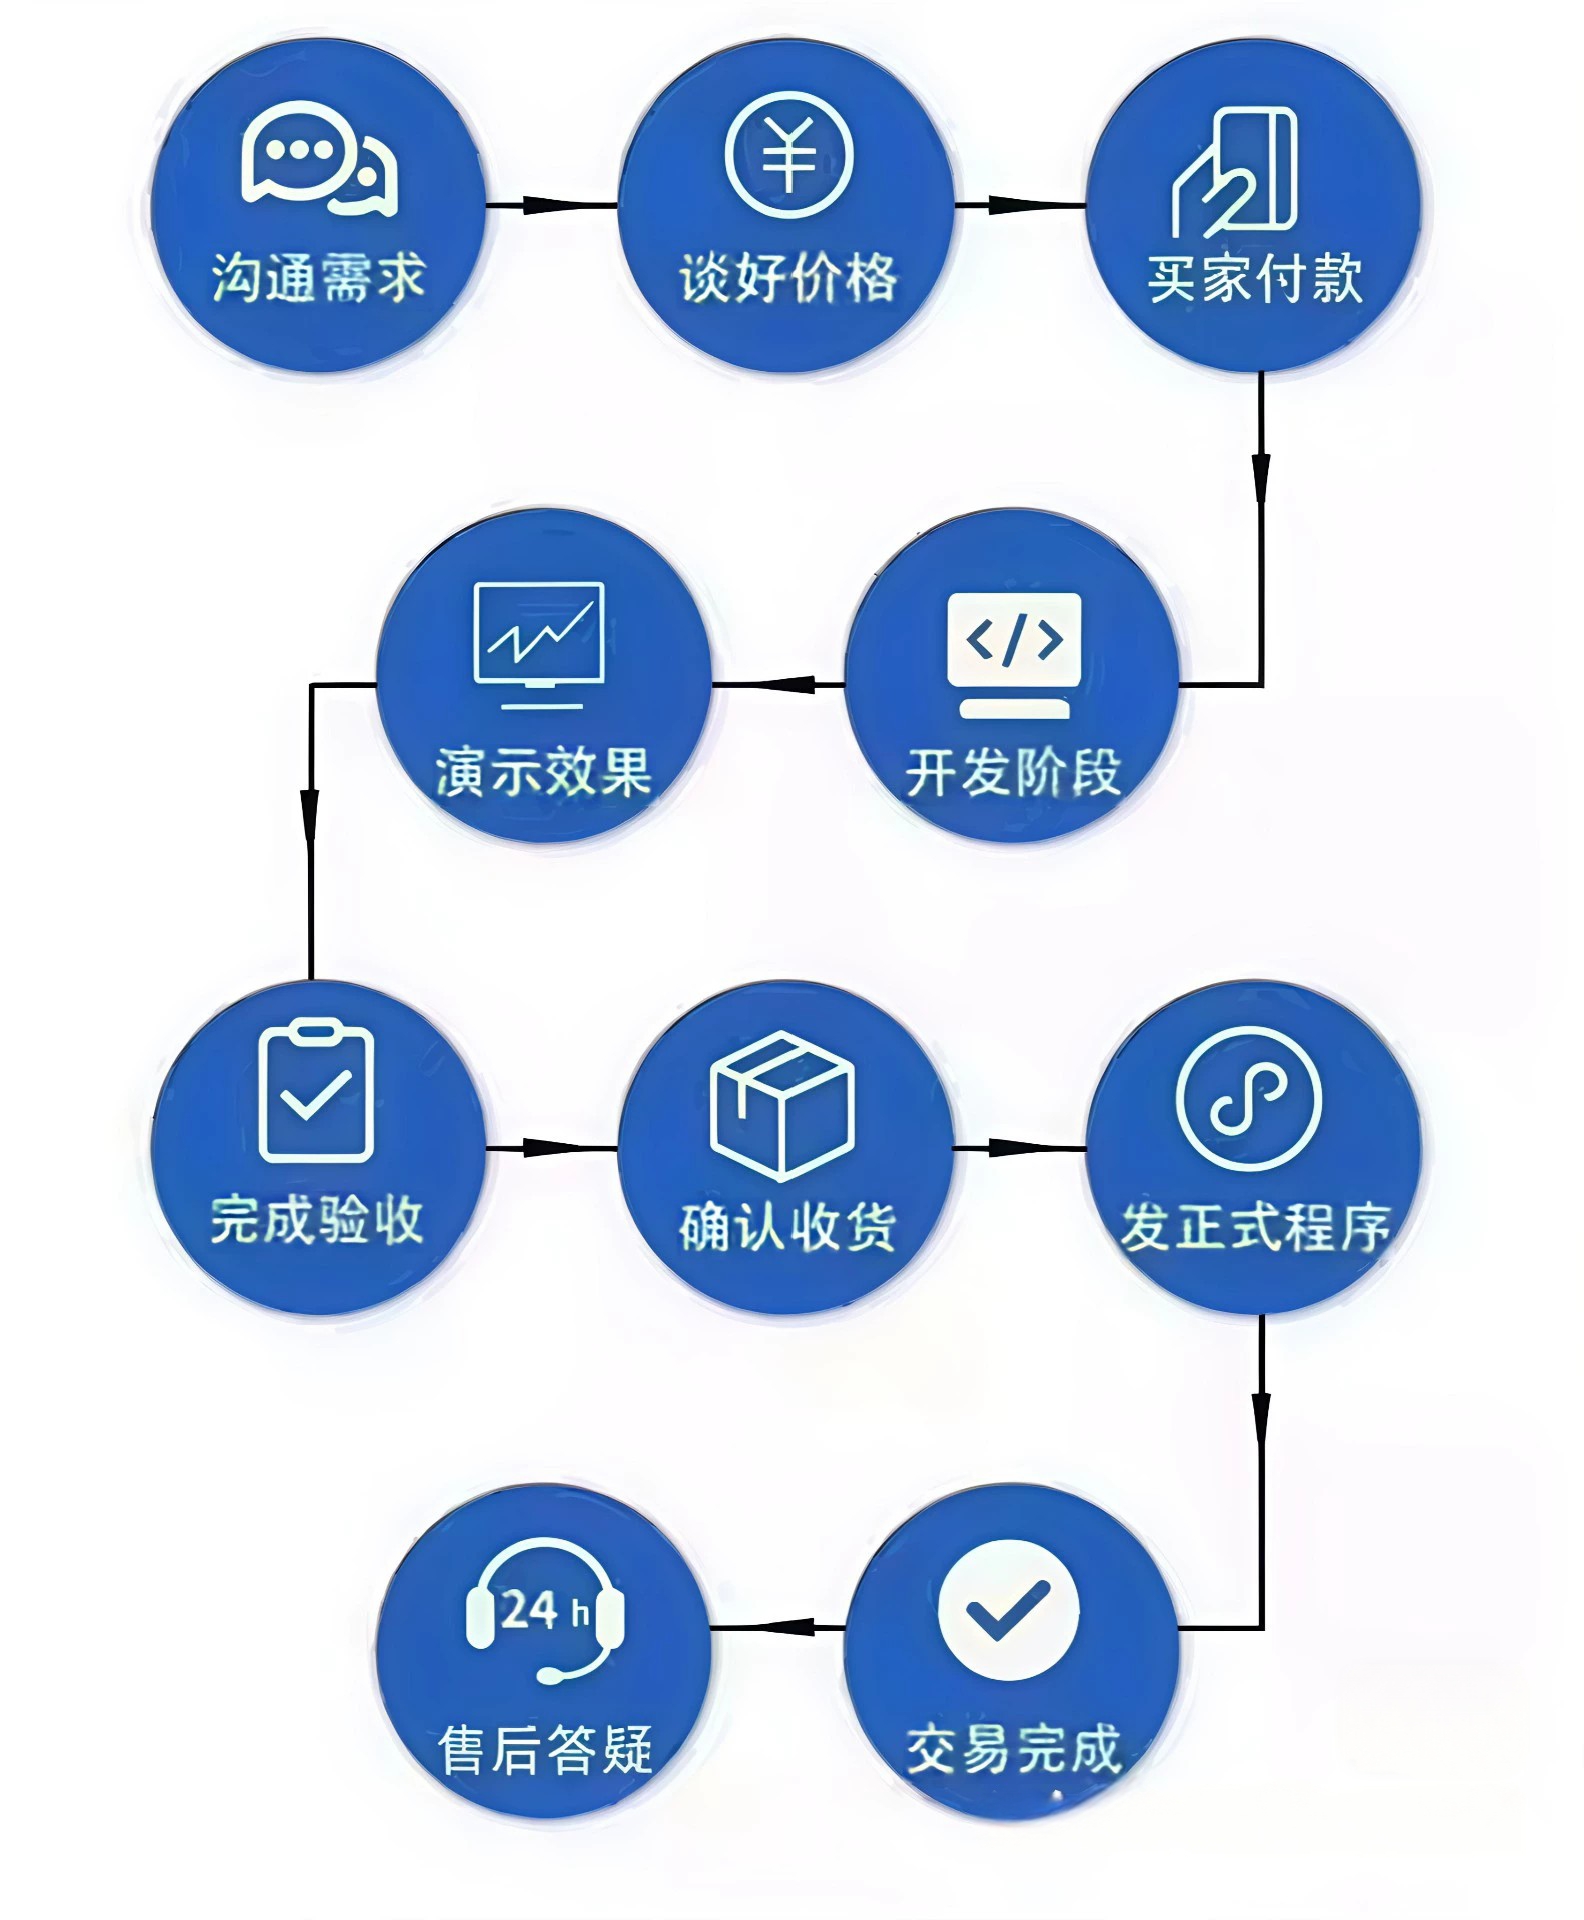 沟通需求
谈好价格
买家付款
开发阶段
</>
演示效果
完成验收
确认收货
发正式程序
交易完成
24 h
售后答疑